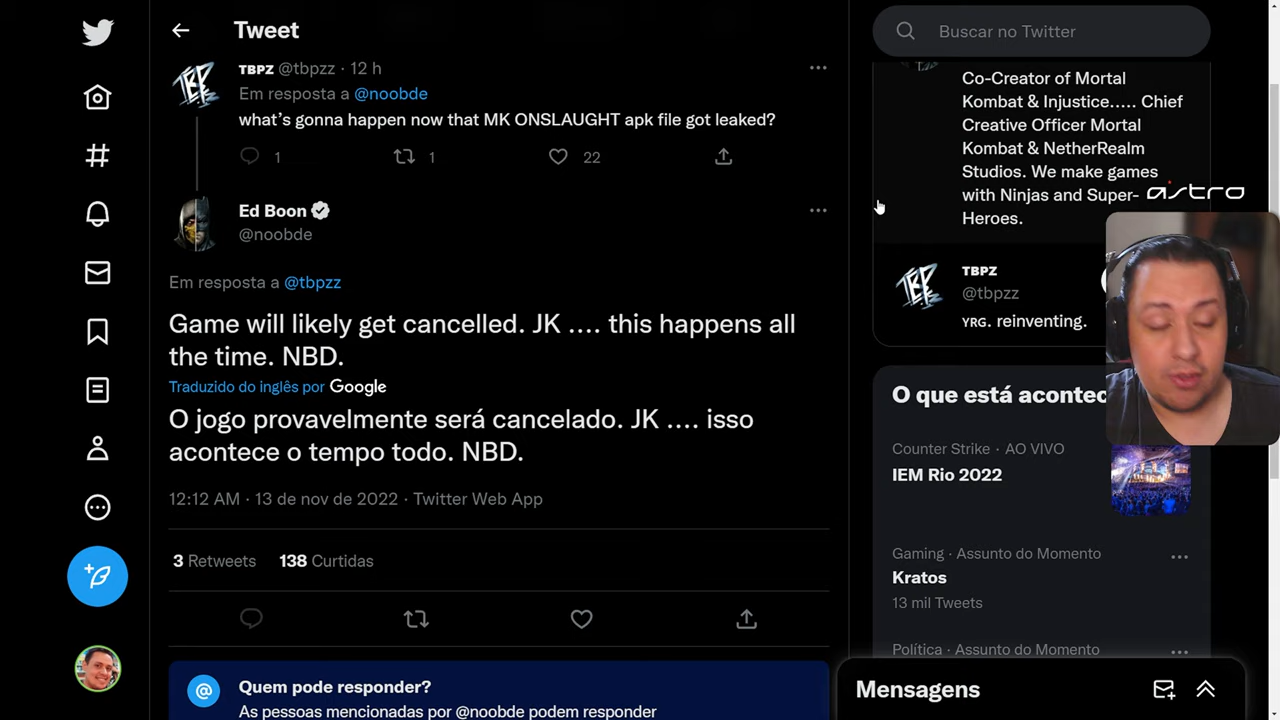 Tweet
TBPZ @tbpzz · 12 h
Em resposta a @noobde
what's gonna happen now that MK ONSLAUGHT apk file got leaked?
1 1 22
Ed Boon
@noobde
Em resposta a @tbpzz
Game will likely get cancelled. JK .... this happens all
the time. NBD.
Traduzido do inglês por Google
O jogo provavelmente será cancelado. JK .... isso
acontece o tempo todo. NBD.
12:12 AM · 13 de nov de 2022 · Twitter Web App
3 Retweets 138 Curtidas
Quem pode responder?
As pessoas mencionadas por @noobde podem responder
Buscar no Twitter
Co-Creator of Mortal
Kombat & Injustice..... Chief
Creative Officer Mortal
Kombat & NetherRealm
Studios. We make games
with Ninjas and Super-
Heroes.
astro
TBPZ
@tbpzz
YRG. reinventing.
O que está acontec
Counter Strike · AO VIVO
IEM Rio 2022
Gaming · Assunto do Momento
Kratos
13 mil Tweets
Política · Assunto do Momento
Mensagens